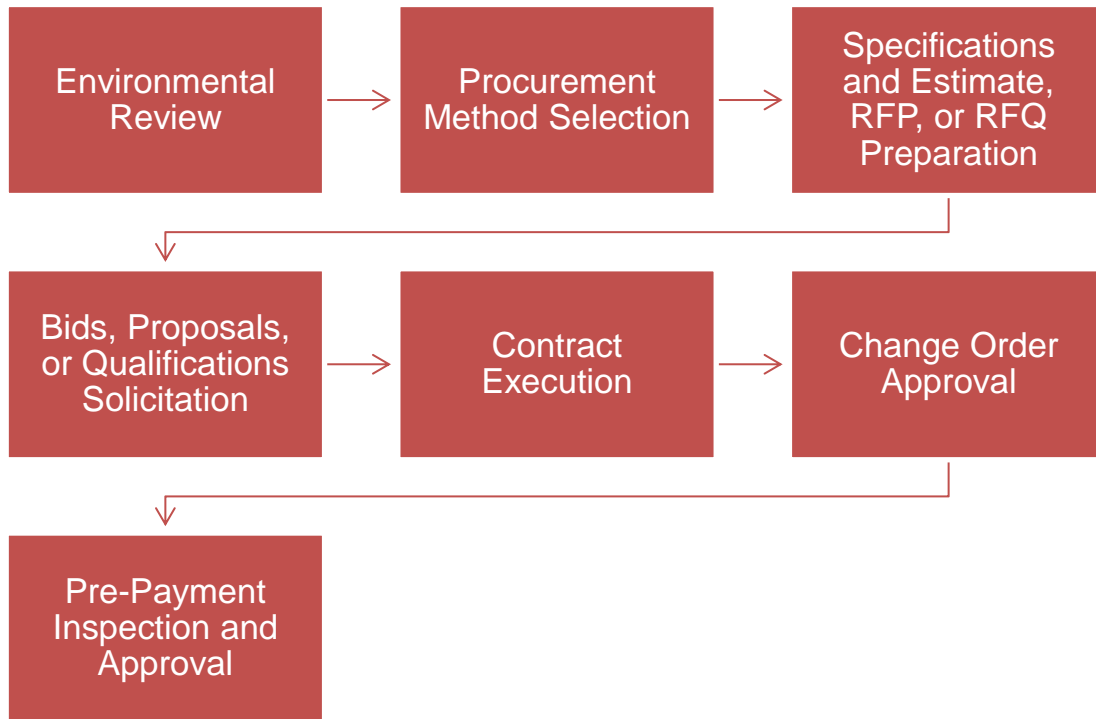 Environmental
Review
Procurement
Method Selection
Specifications
and Estimate,
RFP, or RFQ
Preparation
Bids, Proposals,
or Qualifications
Solicitation
Contract
Execution
Change Order
Approval
Pre-Payment
Inspection and
Approval